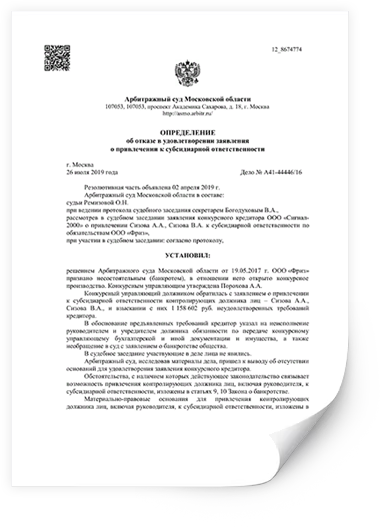 12_8674774
Арбитражный суд Московской области
107053, 107053, проспект Академика Сахарова, д. 18, г. Москва
http://asmo.arbitr.ru/
ОПРЕДЕЛЕНИЕ
об отказе в удовлетворении заявления
о привлечения к субсидиарной ответственности
г. Москва
26 июля 2019 года Дело № А41-44446/16
Резолютивная часть объявлена 02 апреля 2019 г.
Арбитражный суд Московской области в составе:
судьи Ремизовой О.Н.
при ведении протокола судебного заседания секретарем Богодуховым В.А.,
рассмотрев в судебном заседании заявление конкурсного кредитора ООО «Сигнал-
2000» о привлечении Сизова А.А., Сизова В.А. к субсидиарной ответственности по
обязательствам ООО «Фриз»,
при участии в судебном заседании: согласно протоколу,
УСТАНОВИЛ:
решением Арбитражного суда Московской области от 19.05.2017 г. ООО «Фриз»
признано несостоятельным (банкротом), в отношении него открыто конкурсное
производство. Конкурсным управляющим утверждена Порохова А.А.
Конкурсный управляющий должником обратилась с заявлением о привлечении
к субсидиарной ответственности контролирующих должника лиц – Сизова А.А.,
Сизова В.А., и взыскании с них 1 158 602 руб. неудовлетворенных требований
кредитора.
В обоснование предъявленных требований кредитор указал на неисполнение
руководителем и учредителем должника обязанности по передаче конкурсному
управляющему бухгалтерской и иной документации и имущества, а также
необращение в суд с заявлением о банкротстве общества.
В судебное заседание участвующие в деле лица не явились.
Арбитражный суд, исследовав материалы дела, пришел к выводу об отсутствии
оснований для удовлетворения заявления конкурсного кредитора.
Обстоятельства, с наличием которых действующее законодательство связывает
возможность привлечения контролирующих должника лиц, включая руководителя, к
субсидиарной ответственности, изложены в статьях 9, 10 Закона о банкротстве.
Материально-правовые основания для привлечения контролирующих
должника лиц, включая руководителя, к субсидиарной ответственности, изложены в